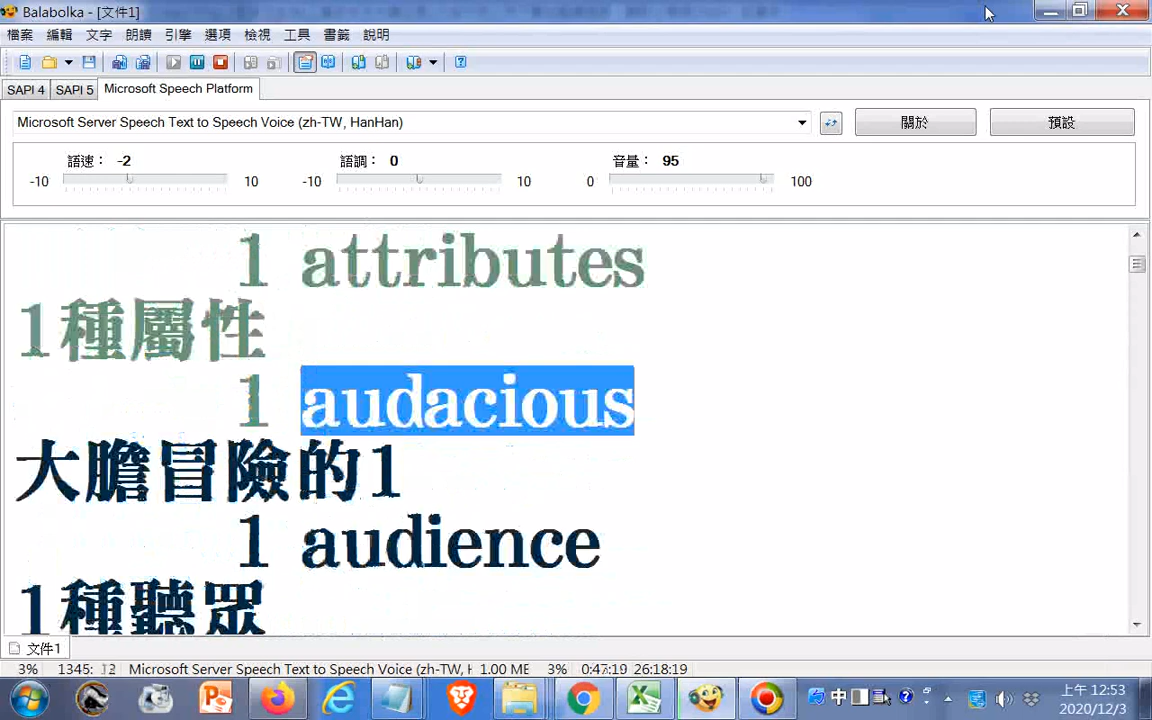 Balabolka - [文件1]
檔案 編輯 文字 朗讀 引擎 選項 檢視 工具 書籤 說明
SAPI 4 SAPI 5 Microsoft Speech Platform
Microsoft Server Speech Text to Speech Voice (zh-TW, HanHan) 關於 預設
語速： -2 語調： 0 音量： 95
-10 10 -10 10 0 100
1 attributes
1種屬性
1 audacious
大膽冒險的1
1 audience
1種聽眾
文件1
3% 1345: 12 Microsoft Server Speech Text to Speech Voice (zh-TW, 1.00 ME 3% 0:47:19 26:18:19
中
上午 12:53
2020/12/3